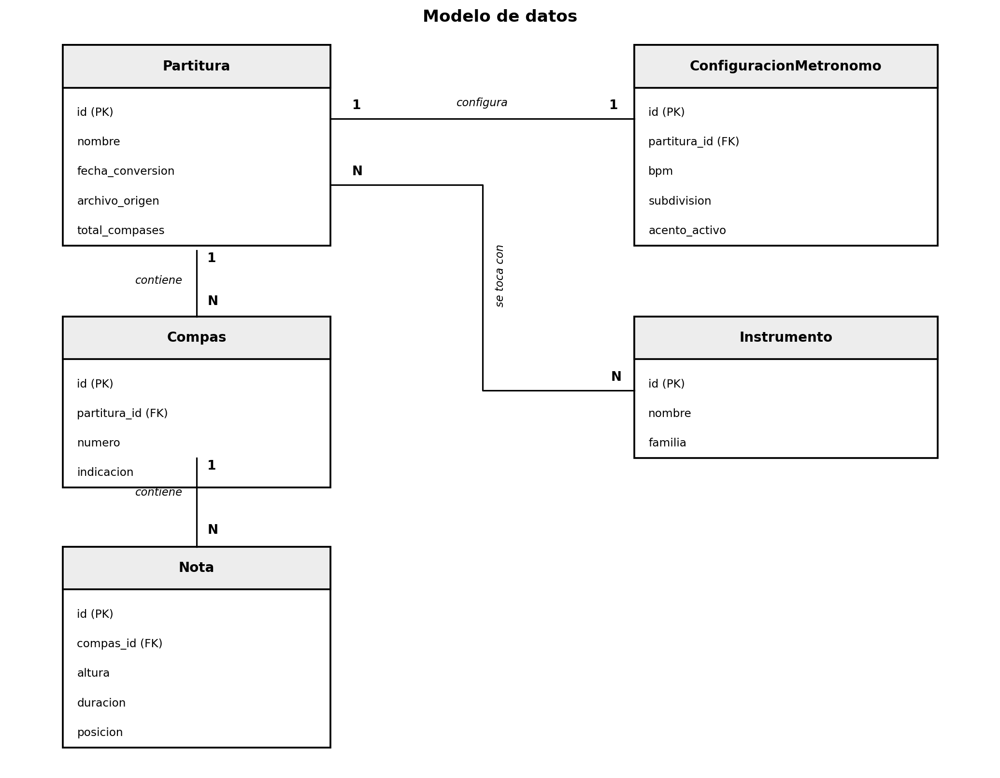 Modelo de datos
Partitura
id (PK)
nombre
fecha_conversion
archivo_origen
total_compases
1
configura
1
ConfiguracionMetronomo
id (PK)
partitura_id (FK)
bpm
subdivision
acento_activo
N
se toca con
N
1
contiene
N
Compas
id (PK)
partitura_id (FK)
numero
indicacion
Instrumento
id (PK)
nombre
familia
1
contiene
N
Nota
id (PK)
compas_id (FK)
altura
duracion
posicion